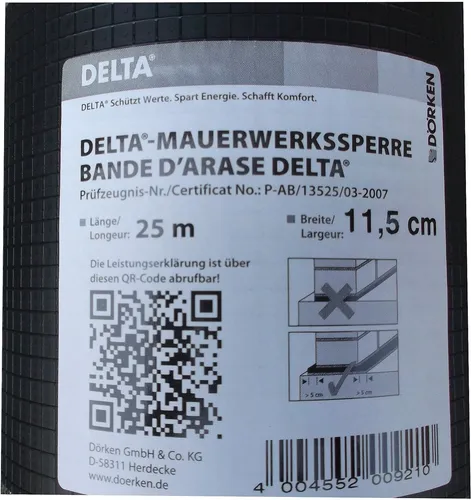 DELTA®
DELTA® Schützt Werte. Spart Energie. Schafft Komfort.
DÖRKEN
DELTA®-MAUERWERKSSPERRE
BANDE D'ARASE DELTA®
Prüfzeugnis-Nr./Certificat No.: P-AB/13525/03-2007
Länge/
Longeur: 25 m
Breite/
Largeur: 11,5 cm
Die Leistungserklärung ist über
diesen QR-Code abrufbar!
> 5 cm > 1 cm
Dörken GmbH & Co. KG
D-58311 Herdecke
www.doerken.de
4 004552 009210